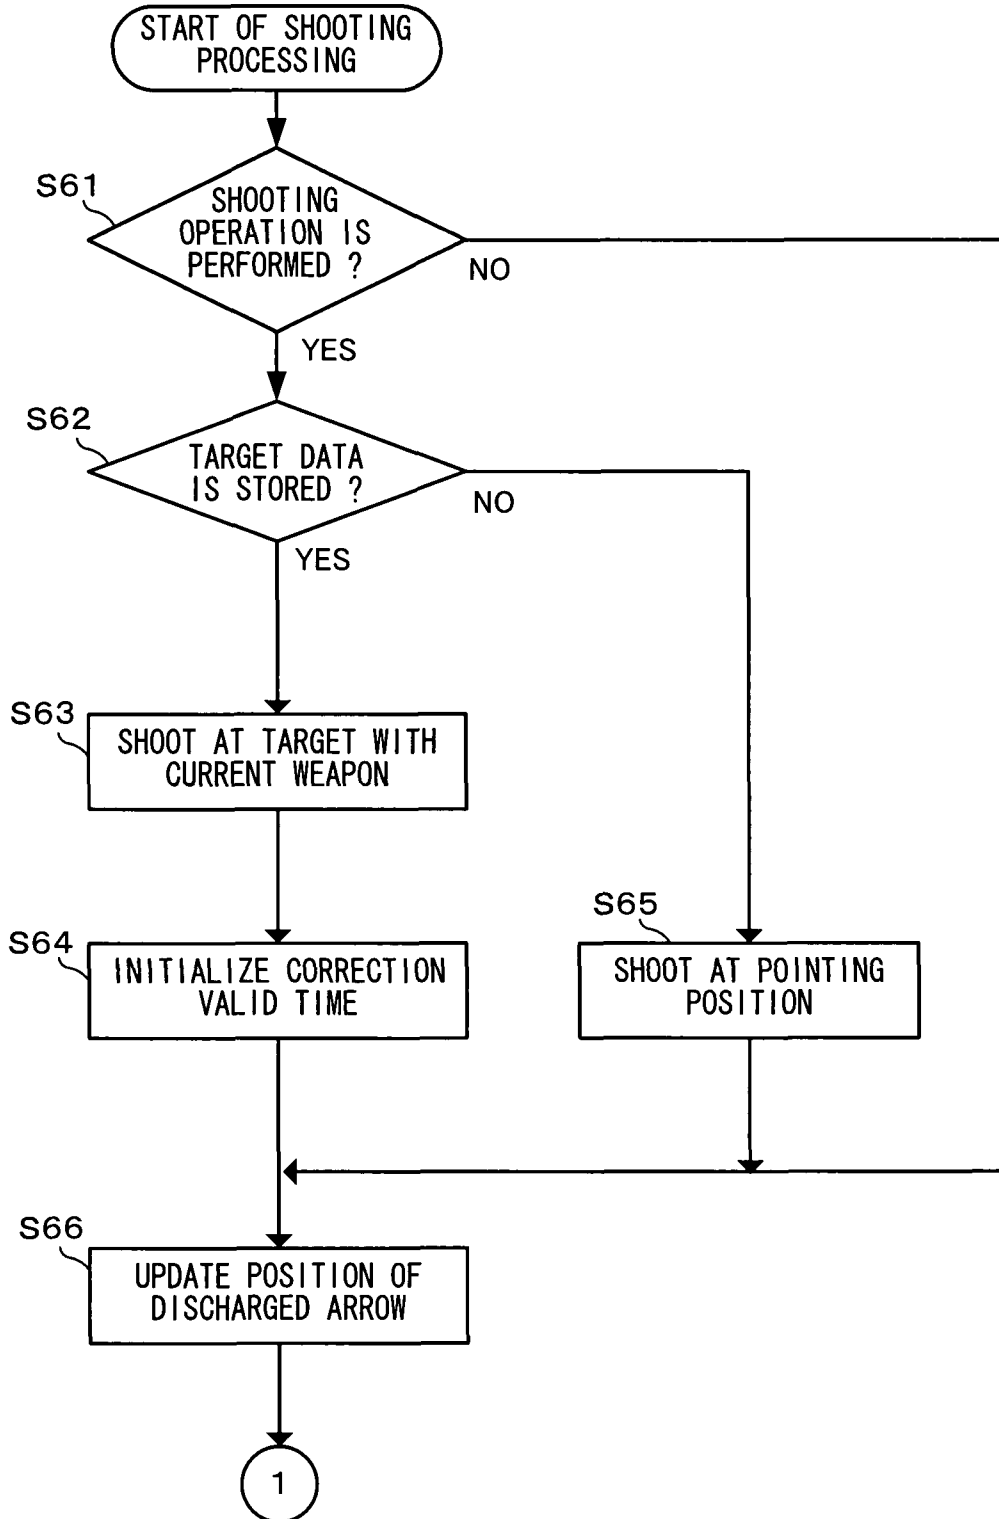 START OF SHOOTING
PROCESSING
S61
SHOOTING
OPERATION IS
PERFORMED ?
NO
YES
S62
TARGET DATA
IS STORED ?
NO
YES
S63
SHOOT AT TARGET WITH
CURRENT WEAPON
S64
INITIALIZE CORRECTION
VALID TIME
S65
SHOOT AT POINTING
POSITION
S66
UPDATE POSITION OF
DISCHARGED ARROW
1